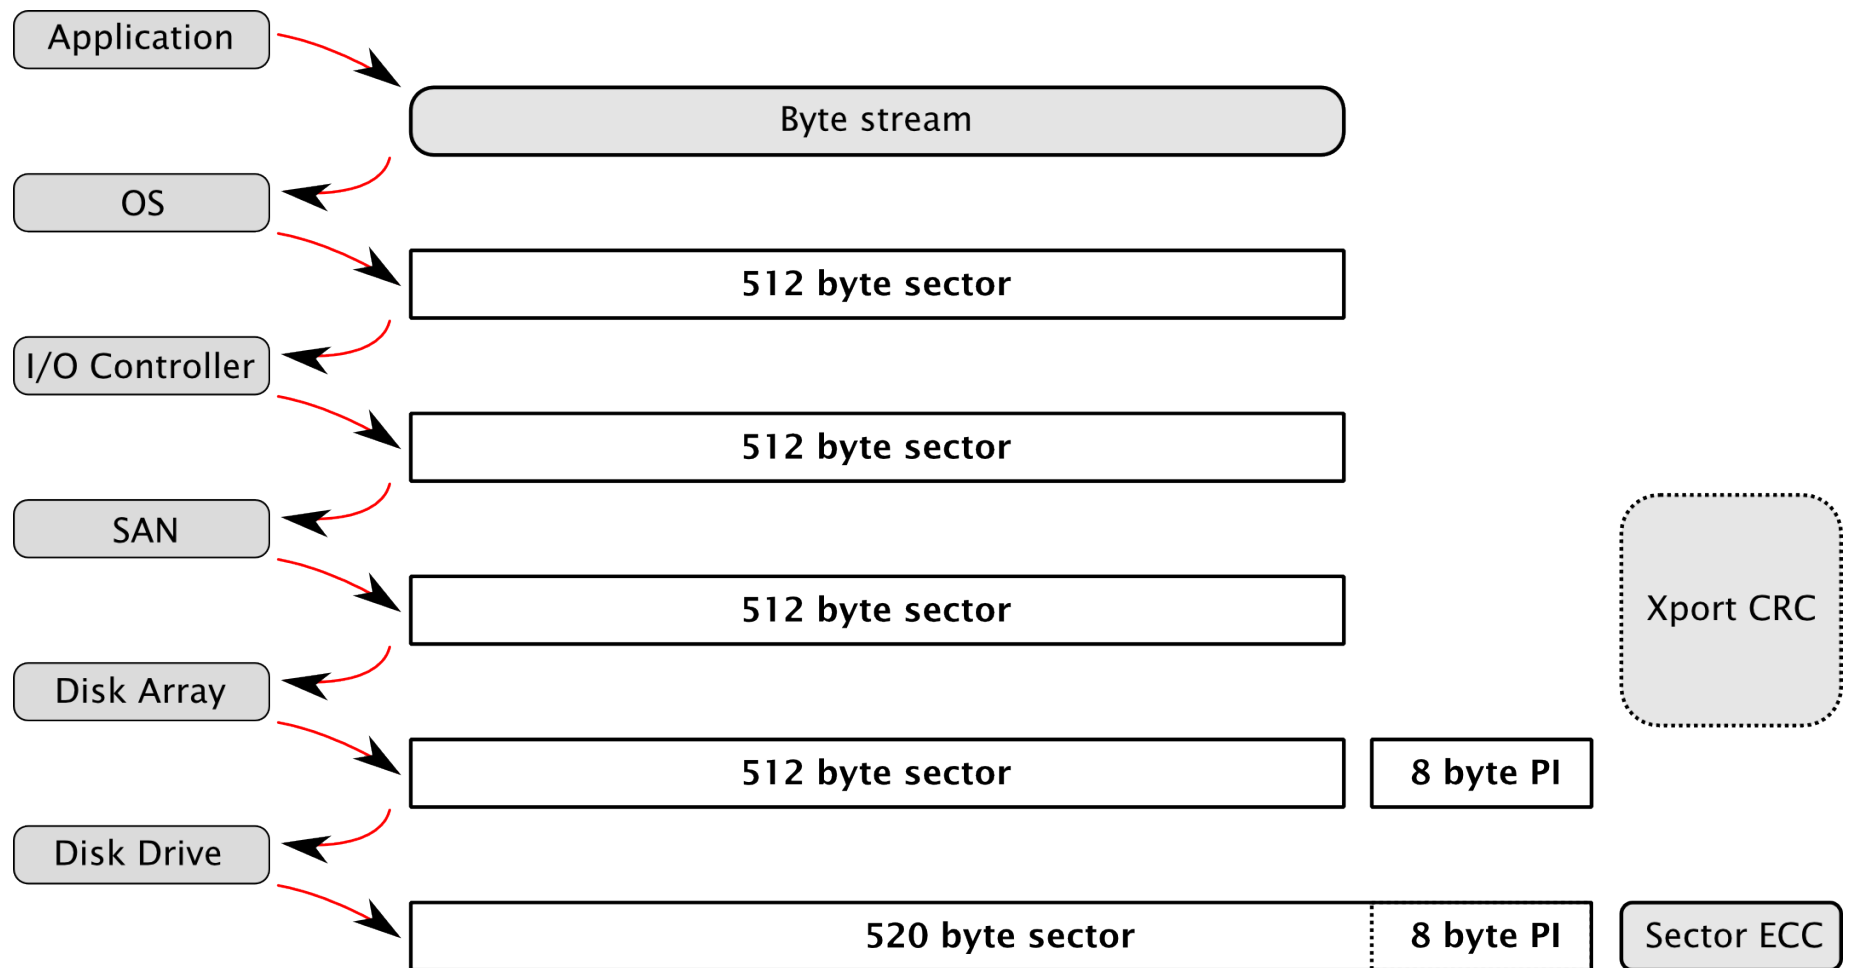 Application
Byte stream
OS
512 byte sector
I/O Controller
512 byte sector
SAN
512 byte sector
Xport CRC
Disk Array
512 byte sector
8 byte PI
Disk Drive
520 byte sector
8 byte PI
Sector ECC